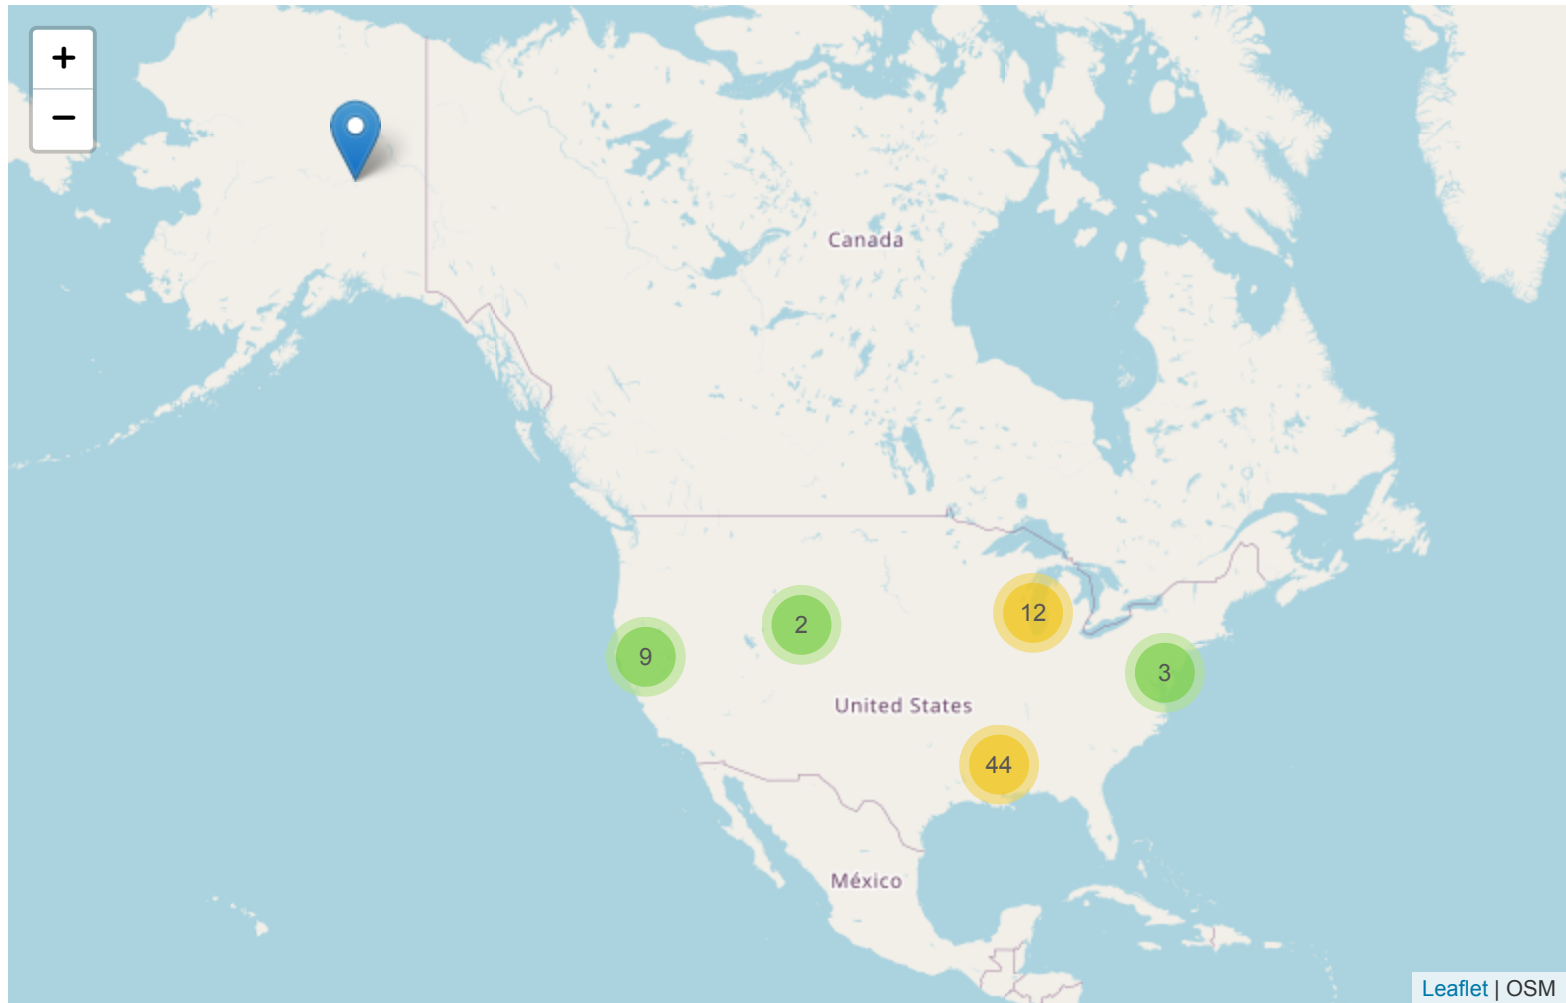 +
−
Canada
12
2
9
3
United States
44
México
Leaflet | OSM